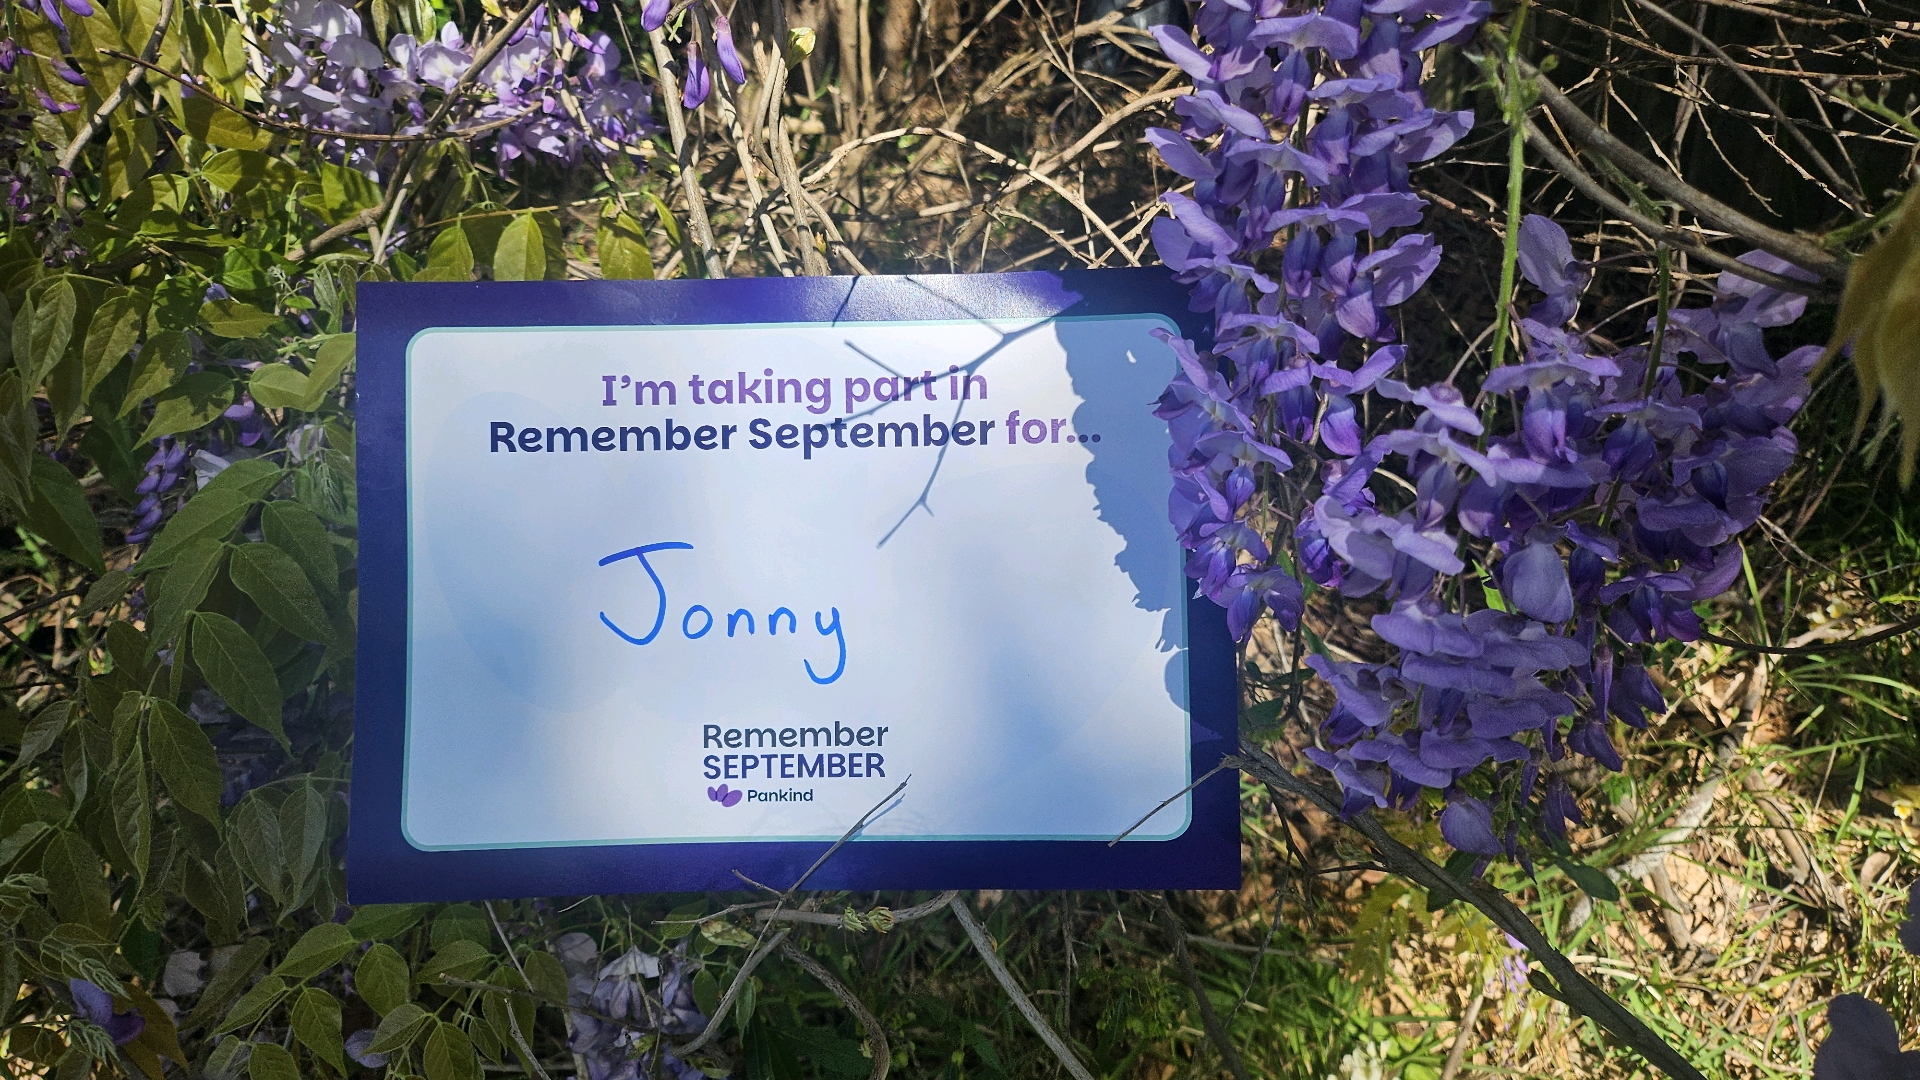 I'm taking part in
Remember September for...
Jonny
Remember
SEPTEMBER
Pankind